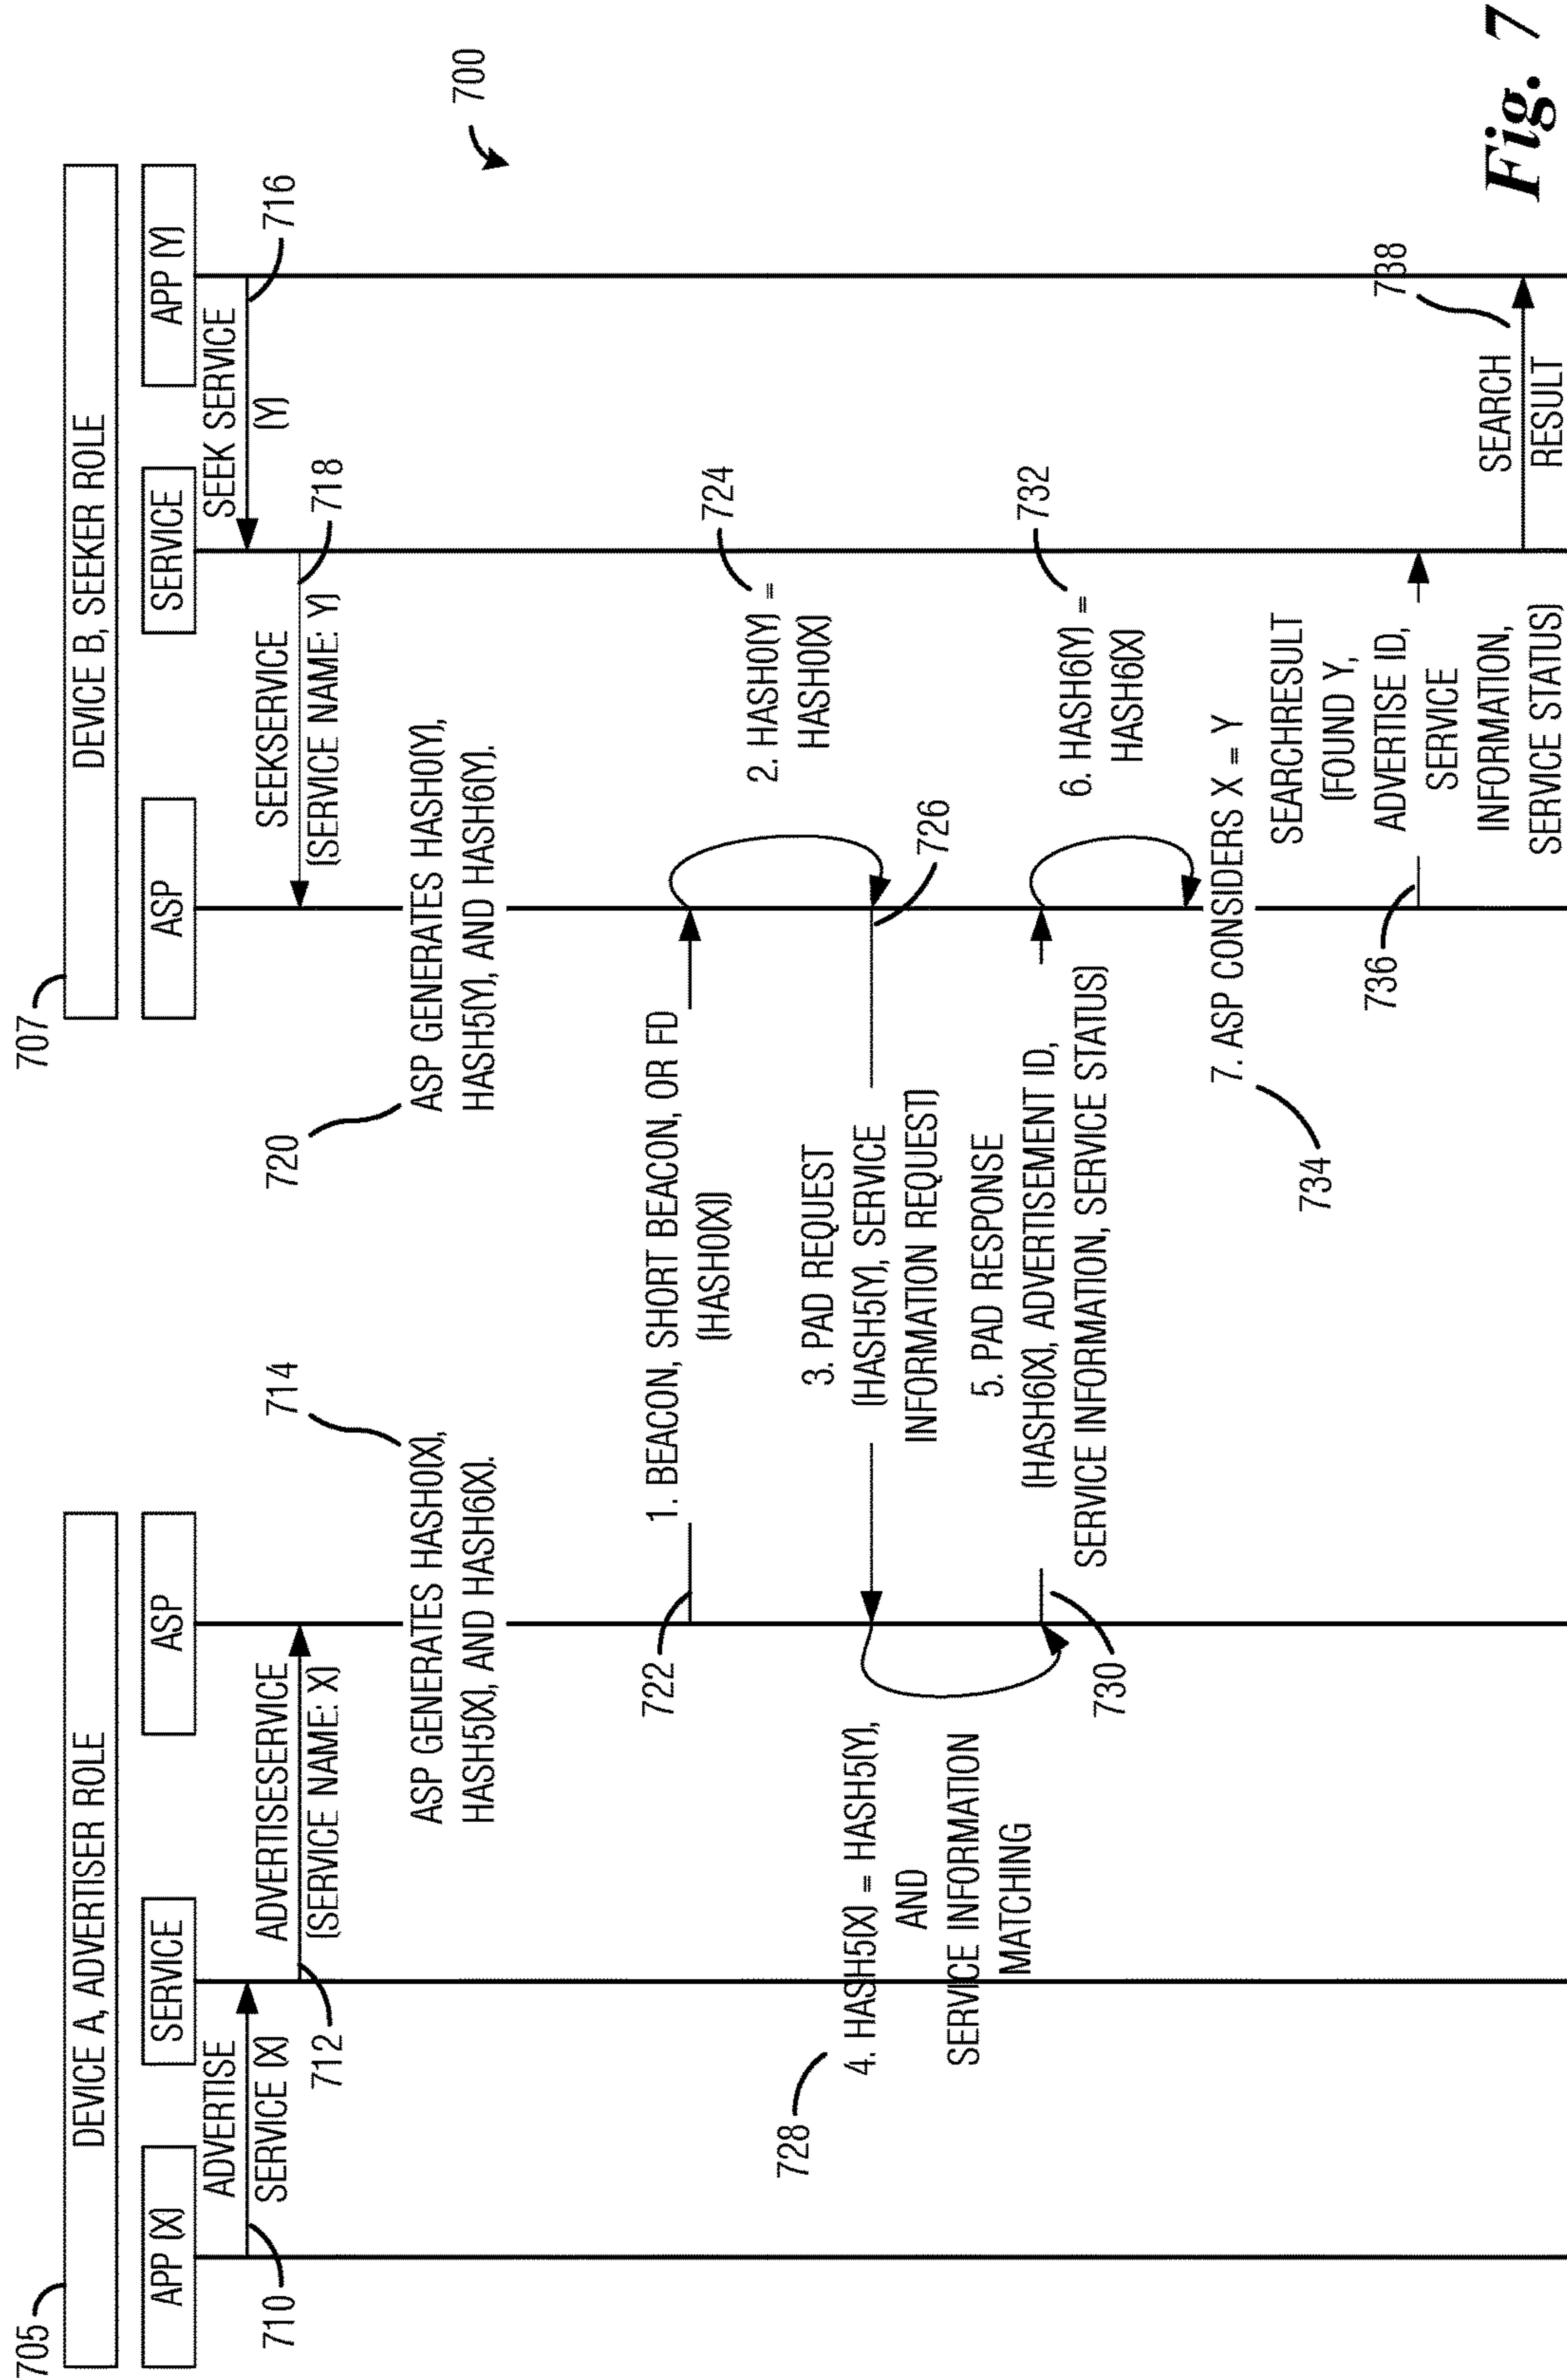 705
707
DEVICE A, ADVERTISER ROLE
DEVICE B, SEEKER ROLE
APP (X)
SERVICE
ASP
ASP
SERVICE
APP (Y)
ADVERTISE
SERVICE (X)
710
ADVERTISESERVICE
(SERVICE NAME: X)
712
SEEKSERVICE
(SERVICE NAME: Y)
718
SEEK SERVICE
(Y)
716
714
ASP GENERATES HASH0(X),
HASH5(X), AND HASH6(X).
720
ASP GENERATES HASH0(Y),
HASH5(Y), AND HASH6(Y).
700
722
1. BEACON, SHORT BEACON, OR FD
(HASH0(X))
724
2. HASH0(Y) =
HASH0(X)
3. PAD REQUEST
(HASH5(Y), SERVICE
INFORMATION REQUEST)
726
728
4. HASH5(X) = HASH5(Y),
AND
SERVICE INFORMATION
MATCHING
5. PAD RESPONSE
(HASH6(X), ADVERTISEMENT ID,
SERVICE INFORMATION, SERVICE STATUS)
730
732
6. HASH6(Y) =
HASH6(X)
7. ASP CONSIDERS X = Y
734
SEARCHRESULT
(FOUND Y,
ADVERTISE ID,
SERVICE
INFORMATION,
SERVICE STATUS)
736
738
SEARCH
RESULT
Fig. 7